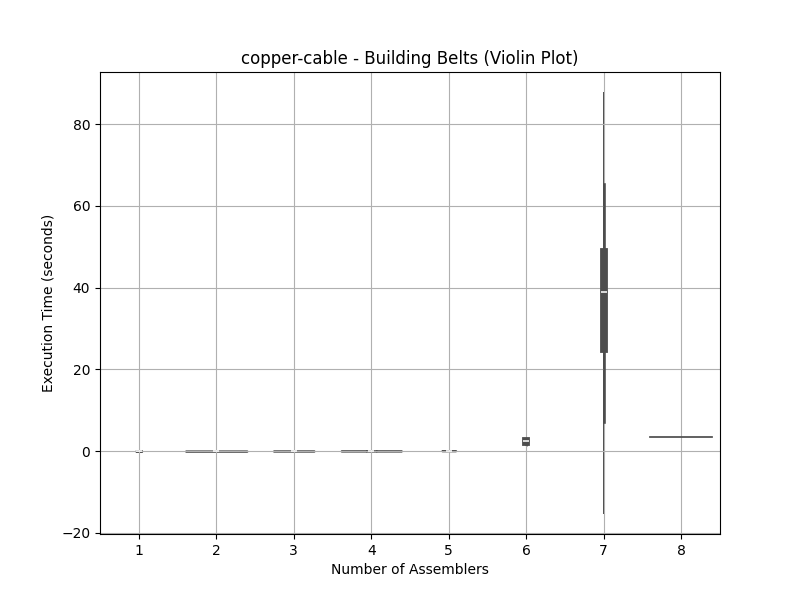 copper-cable - Building Belts (Violin Plot)
Execution Time (seconds)
80
60
40
20
0
−20
1 2 3 4 5 6 7 8
Number of Assemblers